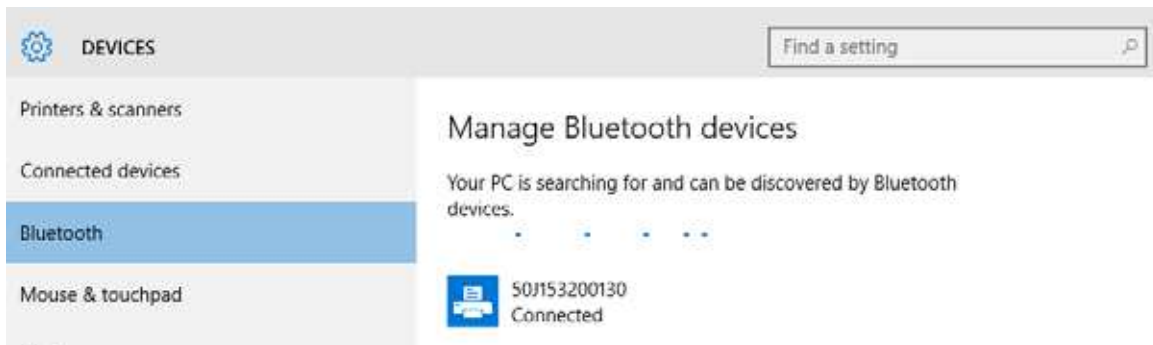 DEVICES
Find a setting
Printers & scanners
Connected devices
Bluetooth
Mouse & touchpad
Manage Bluetooth devices
Your PC is searching for and can be discovered by Bluetooth
devices.
50J153200130
Connected